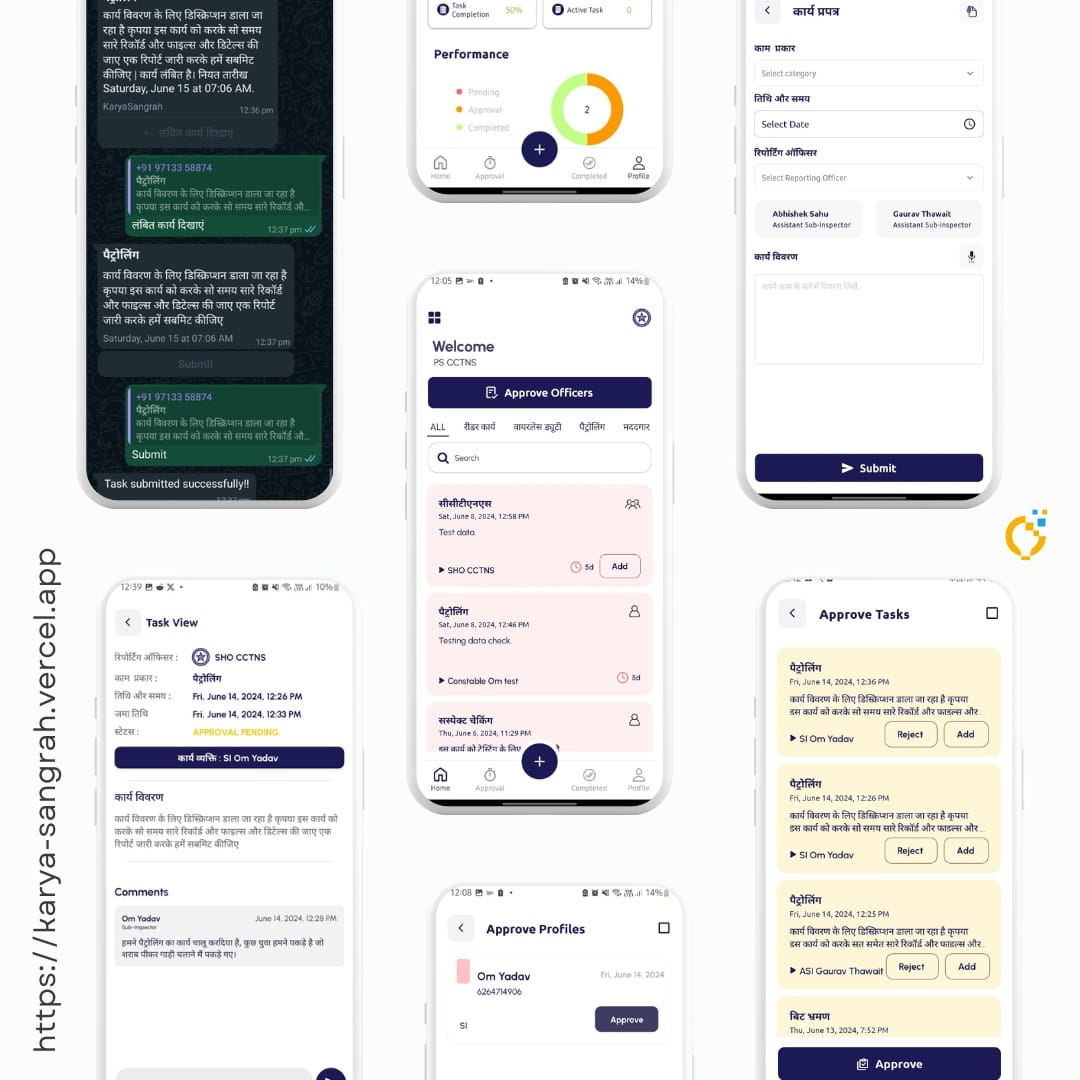 कार्य विवरण के लिए डिस्क्रिप्शन डाला जा
रहा है कृपया इस कार्य को करके सो समय
सारे रिकॉर्ड और फाइल्स और डिटेल्स की
जाए एक रिपोर्ट जारी करके हमें सबमिट
कीजिए | कार्य लंबित है। नियत तारीख
Saturday, June 15 at 07:06 AM.
KaryaSangrah
12:36 pm
लंबित कार्य दिखाएं
+91 97133 58874
पैट्रोलिंग
कार्य विवरण के लिए डिस्क्रिप्शन डाला जा रहा है
कृपया इस कार्य को करके सो समय सारे रिकॉर्ड औ...
लंबित कार्य दिखाएं
12:37 pm
पैट्रोलिंग
कार्य विवरण के लिए डिस्क्रिप्शन डाला जा रहा है
कृपया इस कार्य को करके सो समय सारे रिकॉर्ड
और फाइल्स और डिटेल्स की जाए एक रिपोर्ट
जारी करके हमें सबमिट कीजिए
Saturday, June 15 at 07:06 AM
12:37 pm
Submit
+91 97133 58874
पैट्रोलिंग
कार्य विवरण के लिए डिस्क्रिप्शन डाला जा रहा है
कृपया इस कार्य को करके सो समय सारे रिकॉर्ड औ...
Submit
12:37 pm
Task submitted successfully!!
Task
Completion
50%
Active Task
0
Performance
Pending
Approval
Completed
2
+
Home
Approval
Completed
Profile
कार्य प्रपत्र
काम प्रकार
Select category
तिथि और समय
Select Date
रिपोर्टिंग ऑफिसर
Select Reporting Officer
Abhishek Sahu
Assistant Sub-Inspector
Gaurav Thawait
Assistant Sub-Inspector
कार्य विवरण
अपने काम के बारे में विवरण लिखें.
Submit
12:05
14%
Welcome
PS CCTNS
Approve Officers
ALL रीडर कार्य वायरलेस ड्यूटी पैट्रोलिंग मददगार
Search
सीसीटीएनएस
Sat, June 8, 2024, 12:58 PM
Test data.
SHO CCTNS
5d
Add
पैट्रोलिंग
Sat, June 8, 2024, 12:46 PM
Testing data check.
Constable Om test
5d
सस्पेक्ट चेकिंग
Thu, June 6, 2024, 11:29 PM
+
Home
Approval
Completed
Profile
https://karya-sangrah.vercel.app
12:39
10%
Task View
रिपोर्टिंग ऑफिसर : SHO CCTNS
काम प्रकार : पैट्रोलिंग
तिथि और समय : Fri, June 14, 2024, 12:26 PM
जमा तिथि Fri, June 14, 2024, 12:33 PM
स्टेटस : APPROVAL PENDING
कार्य व्यक्ति : SI Om Yadav
कार्य विवरण
कार्य विवरण के लिए डिस्क्रिप्शन डाला जा रहा है कृपया इस कार्य को
करके सो समय सारे रिकॉर्ड और फाइल्स और डिटेल्स की जाए एक
रिपोर्ट जारी करके हमें सबमिट कीजिए
Comments
Om Yadav
June 14, 2024, 12:28 PM
Sub-Inspector
हमने पैट्रोलिंग का कार्य चालू करदिया है, कुछ युवा हमने पकड़े है जो
शराब पीकर गाड़ी चलाने में पकड़े गए।
12:08
14%
Approve Profiles
Om Yadav
Fri, June 14, 2024
6264714906
SI
Approve
Approve Tasks
पैट्रोलिंग
Fri, June 14, 2024, 12:36 PM
कार्य विवरण के लिए डिस्क्रिप्शन डाला जा रहा है कृपया
इस कार्य को करके सो समय सारे रिकॉर्ड और फाइल्स और ...
SI Om Yadav
Reject
Add
पैट्रोलिंग
Fri, June 14, 2024, 12:26 PM
कार्य विवरण के लिए डिस्क्रिप्शन डाला जा रहा है कृपया
इस कार्य को करके सो समय सारे रिकॉर्ड और फाइल्स और ...
SI Om Yadav
Reject
Add
पैट्रोलिंग
Fri, June 14, 2024, 12:25 PM
कार्य विवरण के लिए डिस्क्रिप्शन डाला जा रहा है कृपया
इस कार्य को करके सत समेत सारे रिकॉर्ड और फाइल्स और...
ASI Gaurav Thawait
Reject
Add
बिट भ्रमण
Thu, June 13, 2024, 7:52 PM
Approve